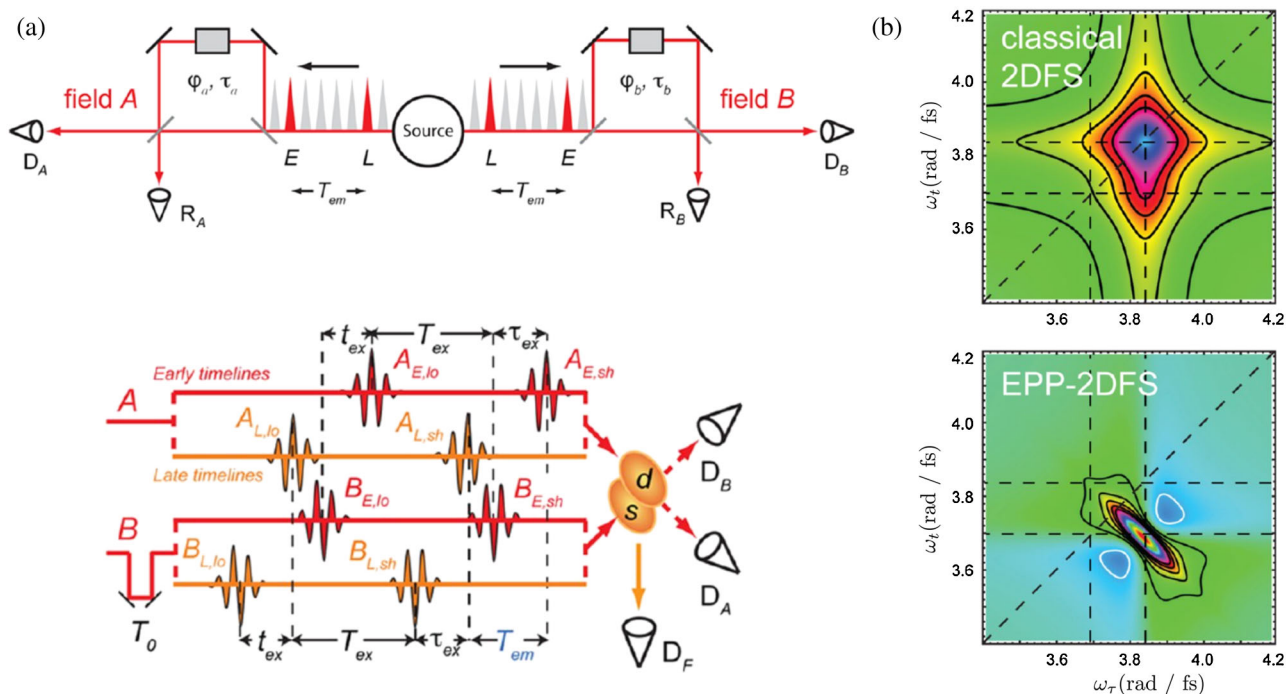 (a)
φa, τa
φb, τb
field A
Source
field B
DA
E
L
L
E
DB
Tem
Tem
RA
RB
tex
Tex
τex
Early timelines
AE,lo
AE,sh
A
AL,lo
AL,sh
Late timelines
DB
BE,lo
BE,sh
d
s
B
BL,lo
BL,sh
DA
T0
tex
Tex
τex
Tem
DF
(b)
classical
2DFS
4.2
4.0
3.8
3.6
ωt(rad / fs)
3.6
3.8
4.0
4.2
EPP-2DFS
4.2
4.0
3.8
3.6
ωt(rad / fs)
3.6
3.8
4.0
4.2
ωτ(rad / fs)